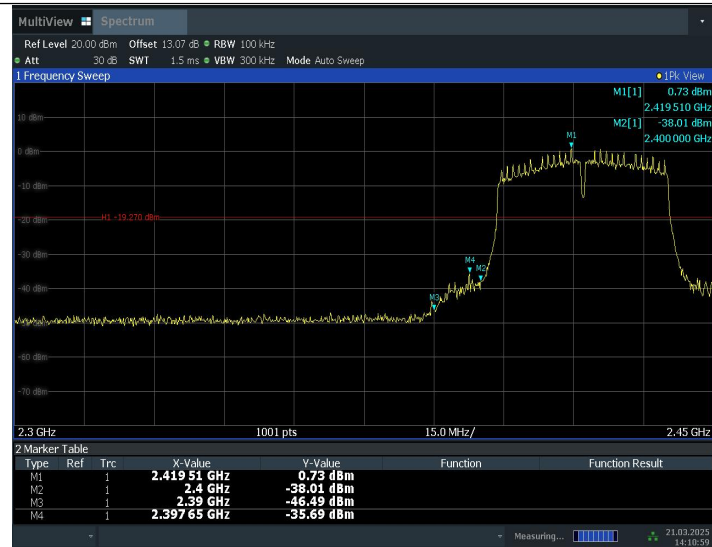 MultiView Spectrum
Ref Level 20.00 dBm Offset 13.07 dB RBW 100 kHz
Att 30 dB SWT 1.5 ms VBW 300 kHz Mode Auto Sweep
1 Frequency Sweep 1Pk View
M1[1] 0.73 dBm
2.419 510 GHz
M2[1] -38.01 dBm
2.400 000 GHz
10 dBm
M1
0 dBm
-10 dBm
H1 -19.270 dBm
-20 dBm
-30 dBm
M4
M2
-40 dBm
M3
-50 dBm
-60 dBm
-70 dBm
2.3 GHz 1001 pts 15.0 MHz/ 2.45 GHz
2 Marker Table
Type Ref Trc X-Value Y-Value Function Function Result
M1 1 2.419 51 GHz 0.73 dBm
M2 1 2.4 GHz -38.01 dBm
M3 1 2.39 GHz -46.49 dBm
M4 1 2.397 65 GHz -35.69 dBm
Measuring... 21.03.2025
14:10:59